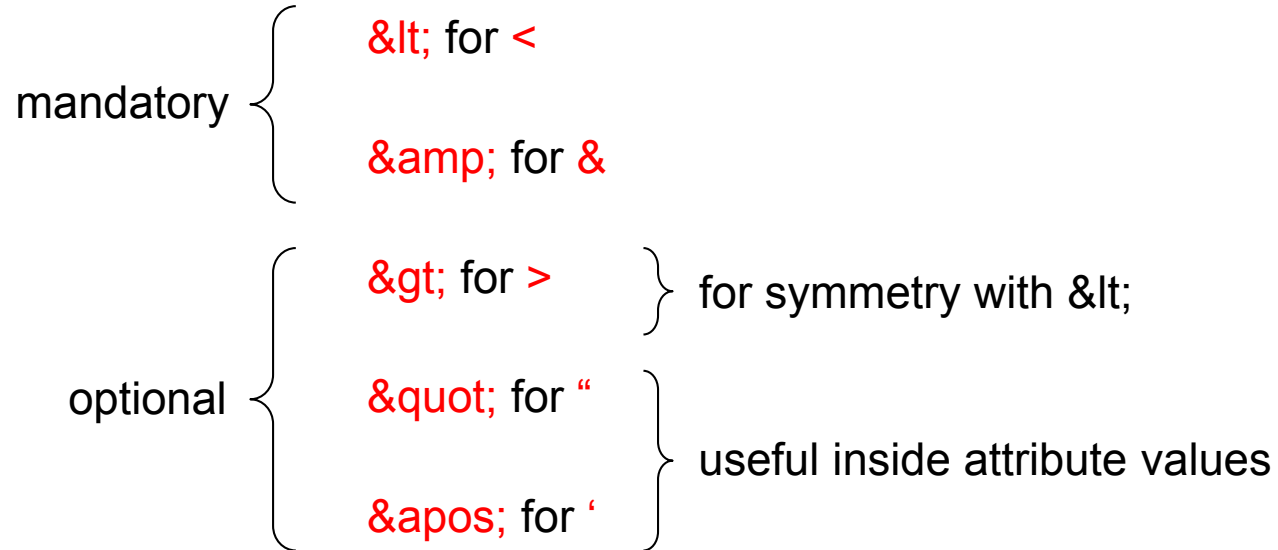 &lt; for <
mandatory
&amp; for &
&gt; for >
for symmetry with &lt;
optional
&quot; for “
useful inside attribute values
&apos; for ‘